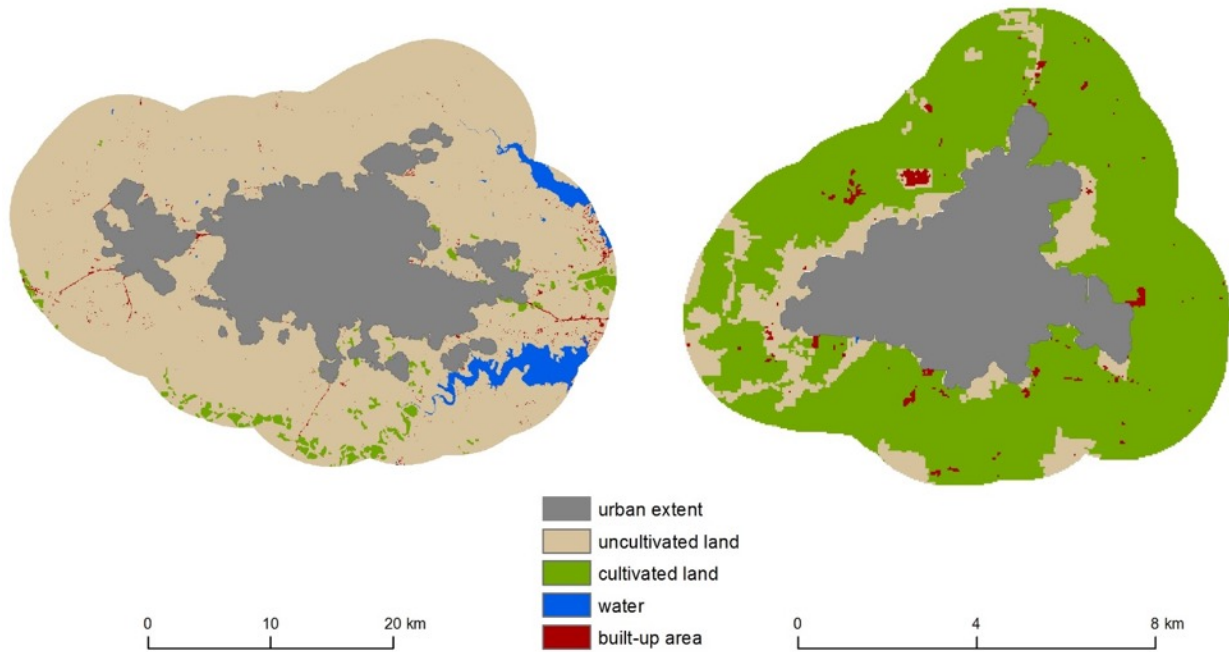 urban extent
uncultivated land
cultivated land
water
built-up area
0 10 20 km
0 4 8 km